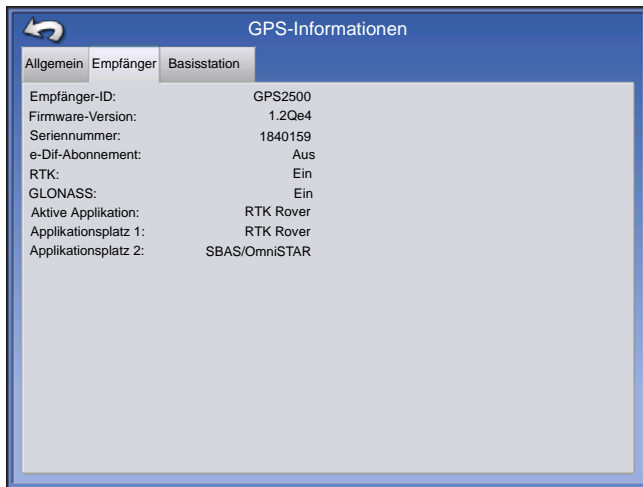 GPS-Informationen
Allgemein Empfänger Basisstation
Empfänger-ID: GPS2500
Firmware-Version: 1.2Qe4
Seriennummer: 1840159
e-Dif-Abonnement: Aus
RTK: Ein
GLONASS: Ein
Aktive Applikation: RTK Rover
Applikationsplatz 1: RTK Rover
Applikationsplatz 2: SBAS/OmniSTAR